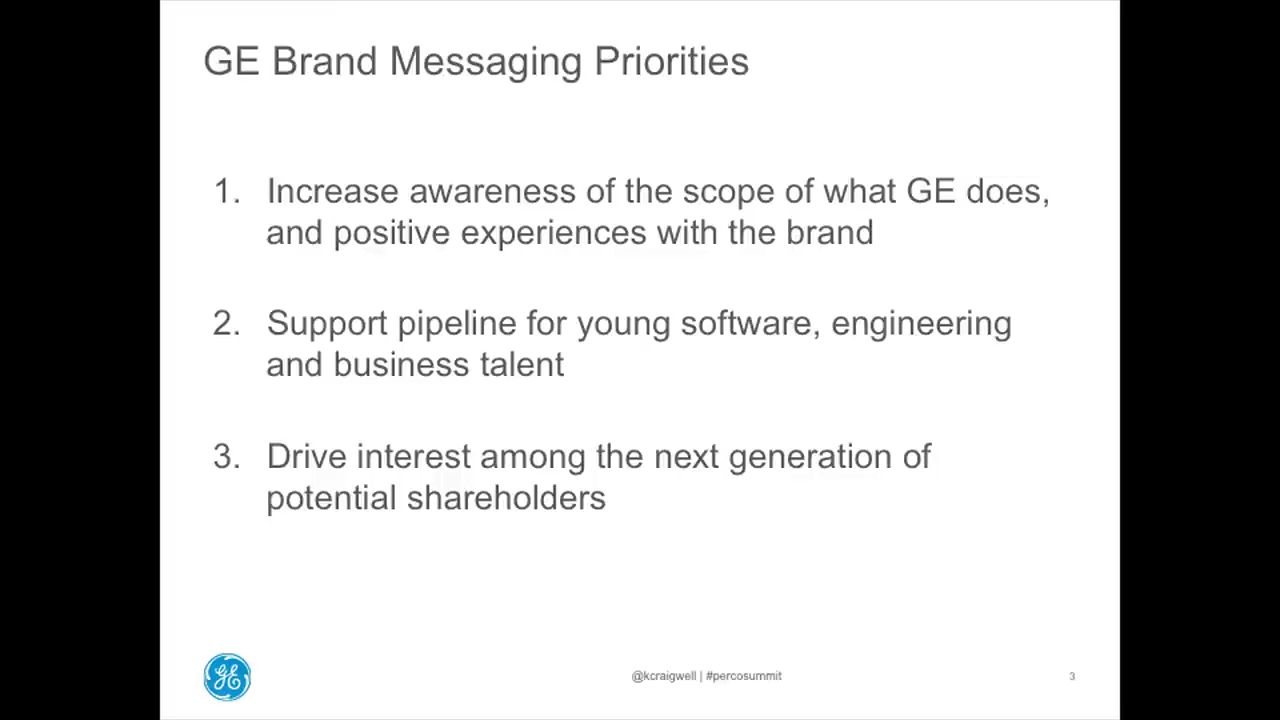 GE Brand Messaging Priorities
1. Increase awareness of the scope of what GE does,
and positive experiences with the brand
2. Support pipeline for young software, engineering
and business talent
3. Drive interest among the next generation of
potential shareholders
GE
@kcraigwell | #percosummit
3